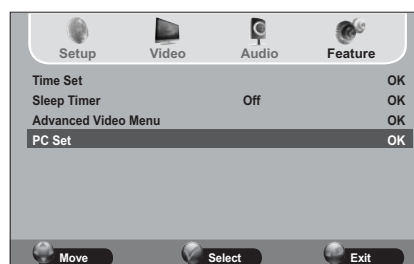 Setup Video Audio Feature
Time Set OK
Sleep Timer Off OK
Advanced Video Menu OK
PC Set OK
Move Select Exit